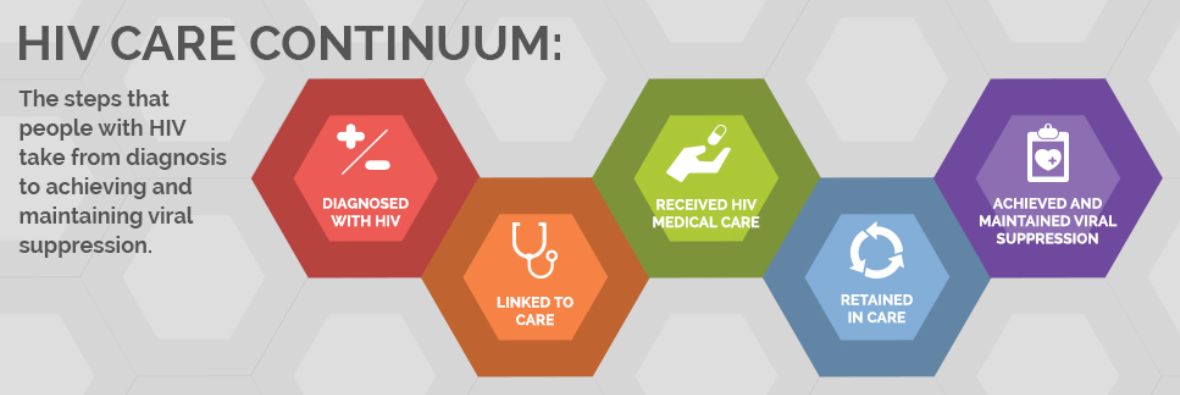 HIV CARE CONTINUUM:
The steps that
people with HIV
take from diagnosis
to achieving and
maintaining viral
suppression.
DIAGNOSED
WITH HIV
LINKED TO
CARE
RECEIVED HIV
MEDICAL CARE
RETAINED
IN CARE
ACHIEVED AND
MAINTAINED VIRAL
SUPPRESSION